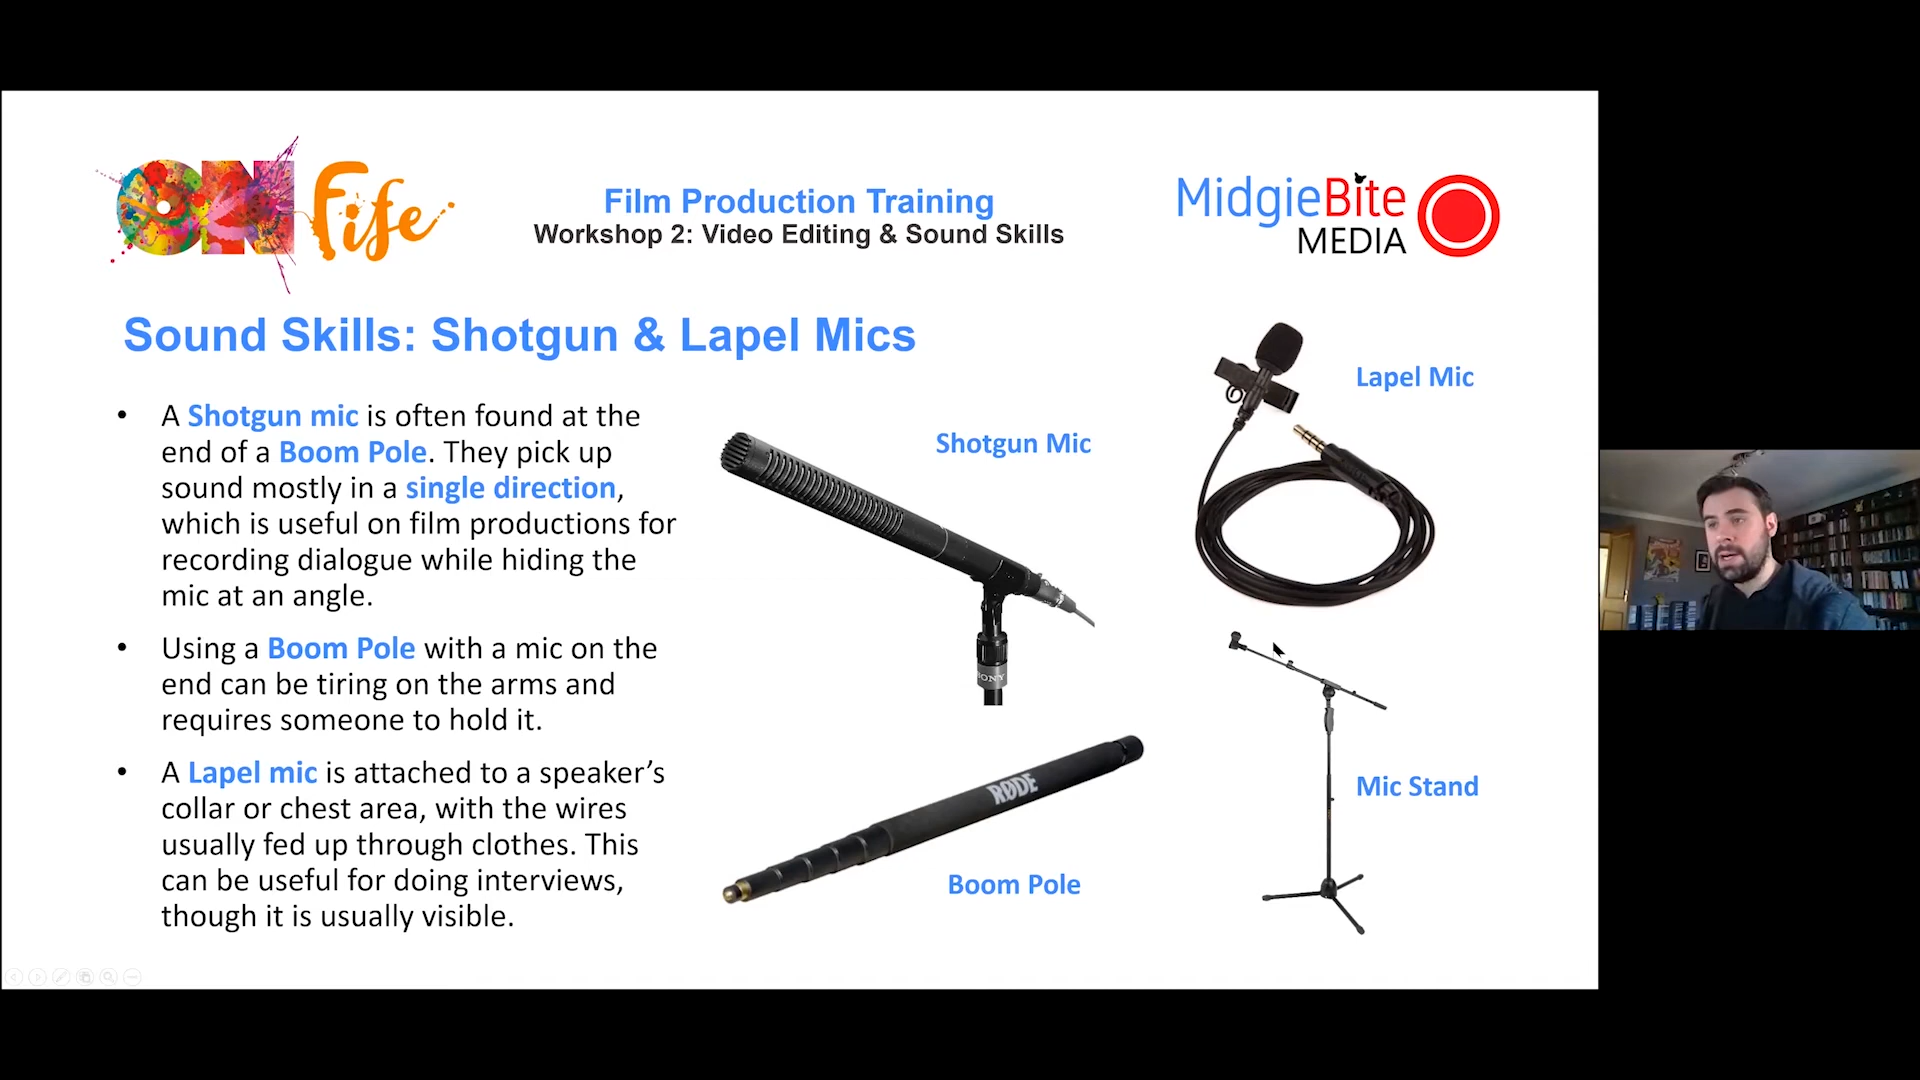 ON Fife
Film Production Training
Workshop 2: Video Editing & Sound Skills
MidgieBite
MEDIA
Sound Skills: Shotgun & Lapel Mics
• A Shotgun mic is often found at the
end of a Boom Pole. They pick up
sound mostly in a single direction,
which is useful on film productions for
recording dialogue while hiding the
mic at an angle.
• Using a Boom Pole with a mic on the
end can be tiring on the arms and
requires someone to hold it.
• A Lapel mic is attached to a speaker’s
collar or chest area, with the wires
usually fed up through clothes. This
can be useful for doing interviews,
though it is usually visible.
Shotgun Mic
SONY
RØDE
Boom Pole
Lapel Mic
Mic Stand